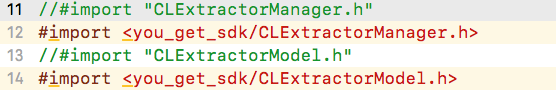 11 //#import "CLExtractorManager.h"
12 #import <you_get_sdk/CLExtractorManager.h>
13 //#import "CLExtractorModel.h"
14 #import <you_get_sdk/CLExtractorModel.h>